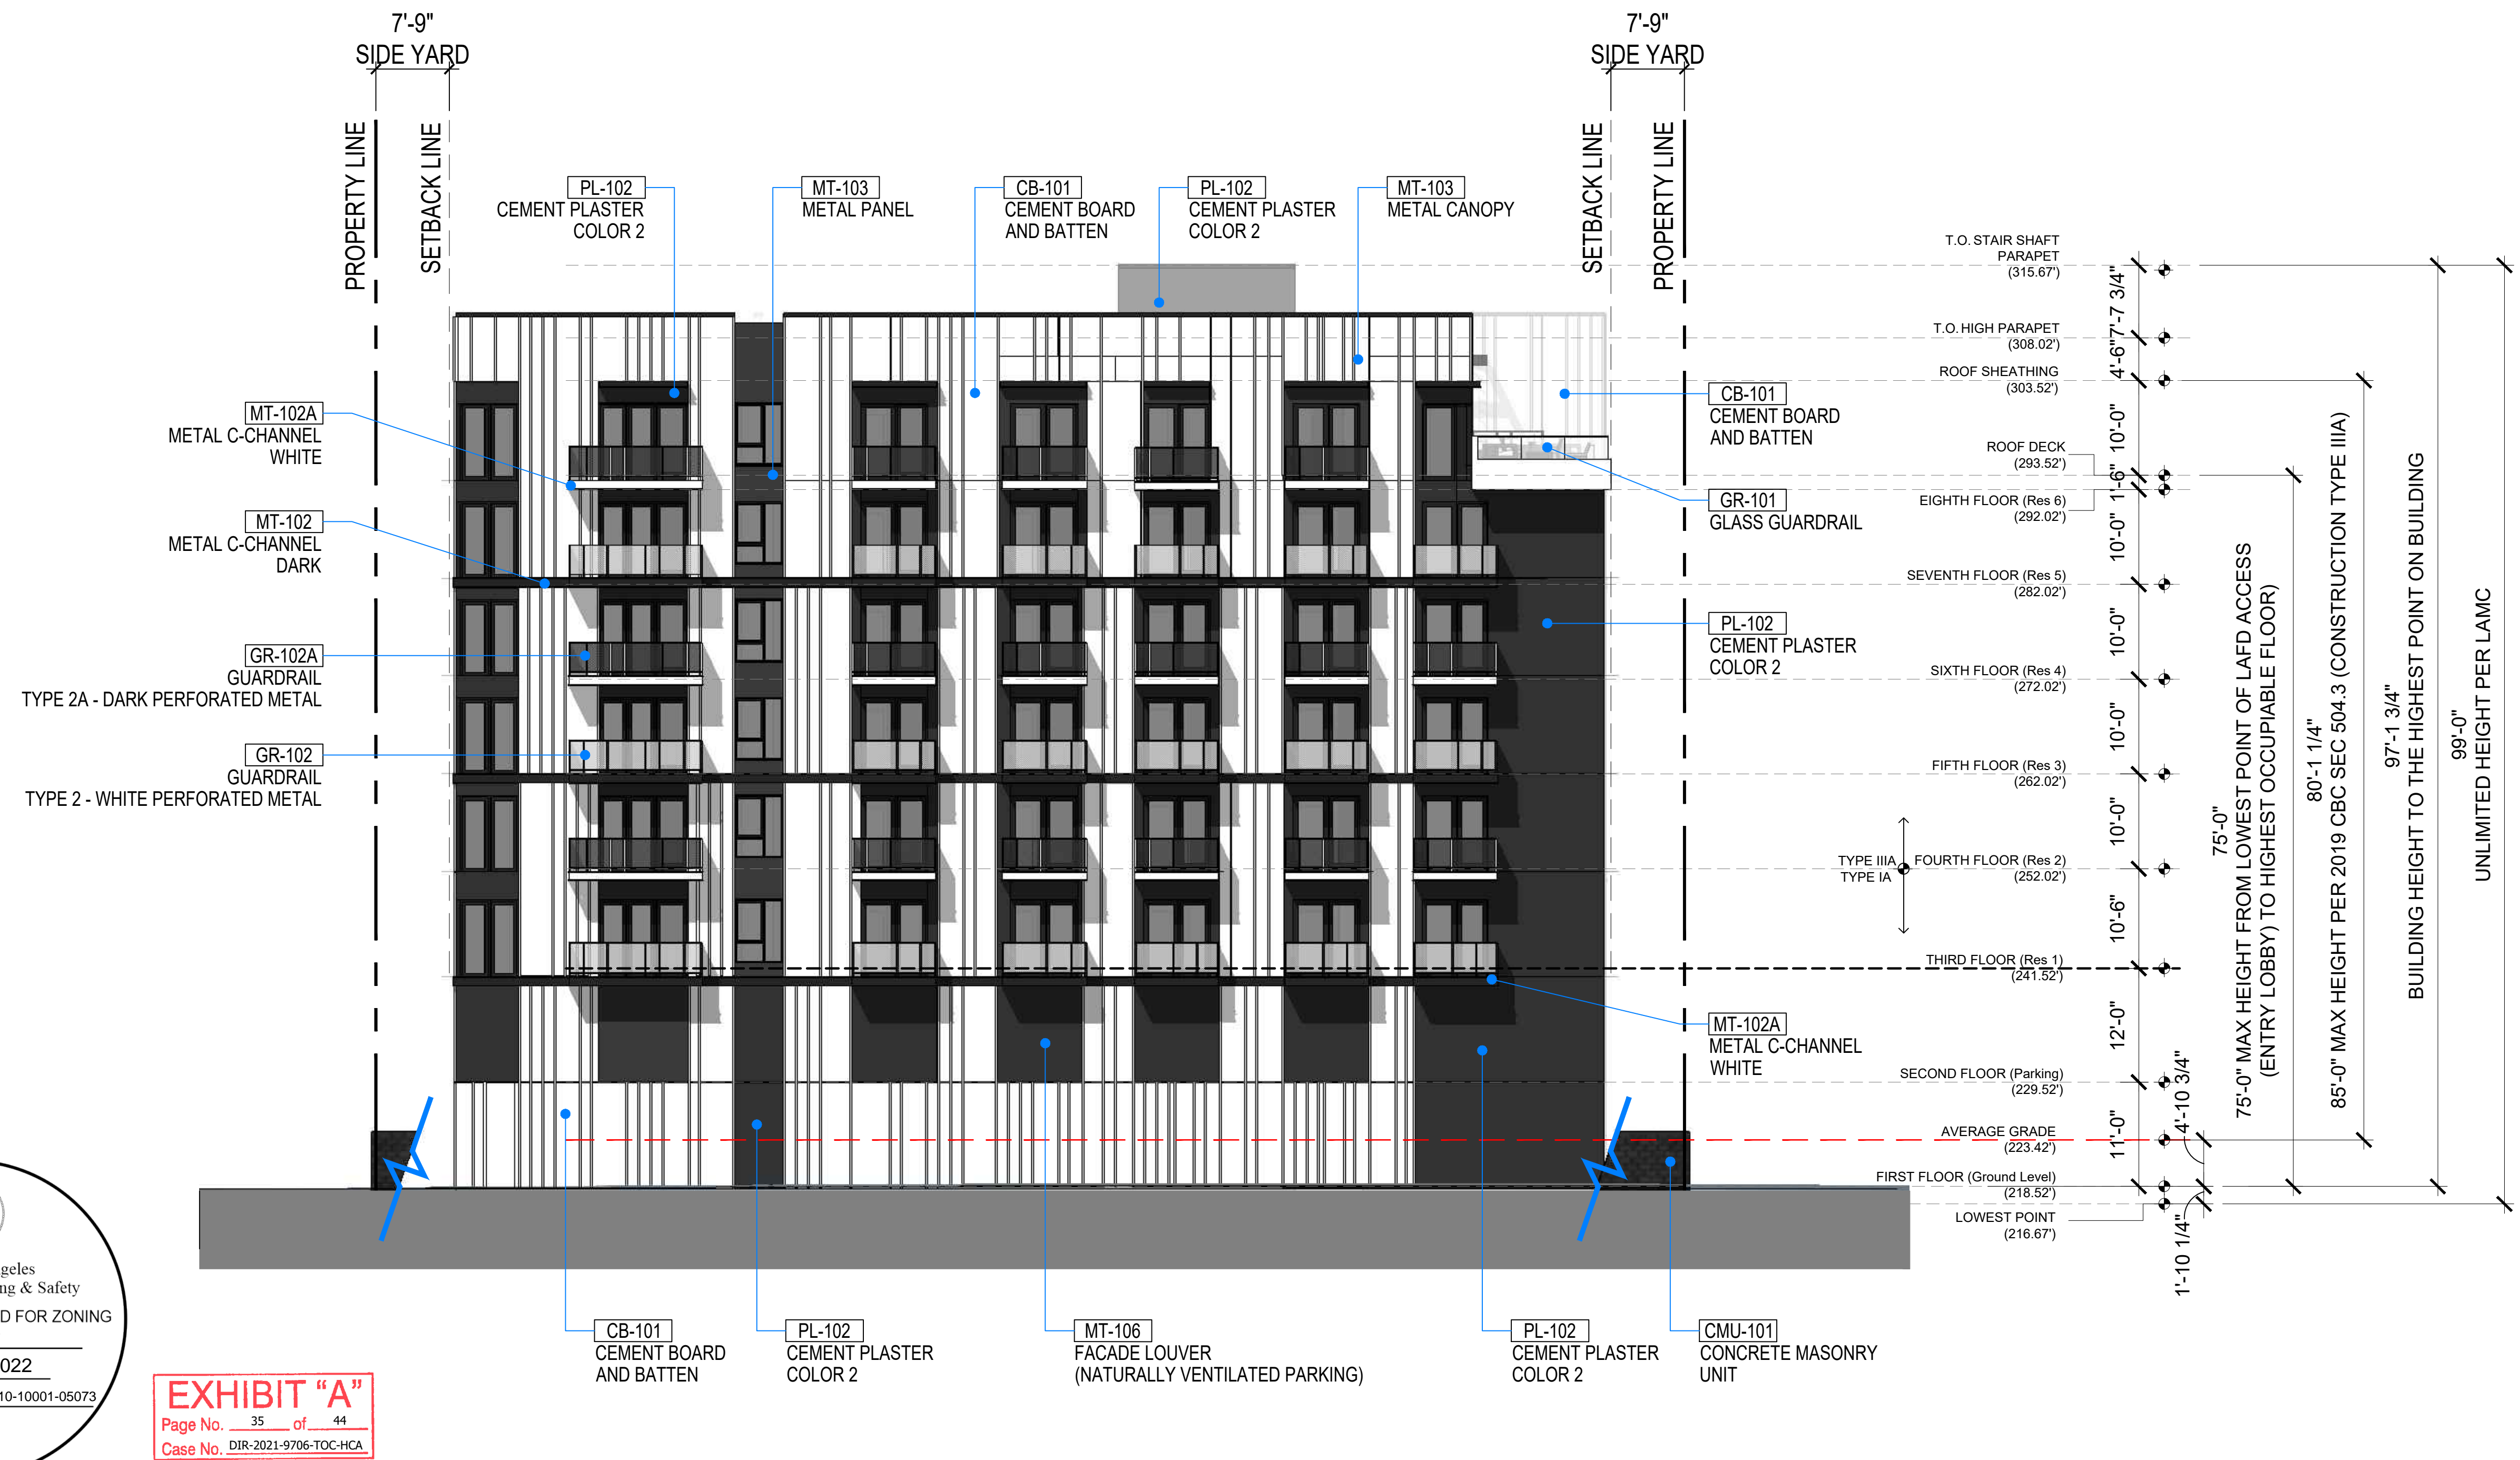 7'-9"
SIDE YARD
7'-9"
SIDE YARD
PROPERTY LINE
SETBACK LINE
SETBACK LINE
PROPERTY LINE
PL-102
CEMENT PLASTER
COLOR 2
MT-103
METAL PANEL
CB-101
CEMENT BOARD
AND BATTEN
PL-102
CEMENT PLASTER
COLOR 2
MT-103
METAL CANOPY
MT-102A
METAL C-CHANNEL
WHITE
MT-102
METAL C-CHANNEL
DARK
GR-102A
GUARDRAIL
TYPE 2A - DARK PERFORATED METAL
GR-102
GUARDRAIL
TYPE 2 - WHITE PERFORATED METAL
CB-101
CEMENT BOARD
AND BATTEN
GR-101
GLASS GUARDRAIL
PL-102
CEMENT PLASTER
COLOR 2
MT-102A
METAL C-CHANNEL
WHITE
T.O. STAIR SHAFT
PARAPET
(315.67')
T.O. HIGH PARAPET
(308.02')
ROOF SHEATHING
(303.52')
ROOF DECK
(293.52')
EIGHTH FLOOR (Res 6)
(292.02')
SEVENTH FLOOR (Res 5)
(282.02')
SIXTH FLOOR (Res 4)
(272.02')
FIFTH FLOOR (Res 3)
(262.02')
TYPE IIIA
TYPE IA
FOURTH FLOOR (Res 2)
(252.02')
THIRD FLOOR (Res 1)
(241.52')
SECOND FLOOR (Parking)
(229.52')
AVERAGE GRADE
(223.42')
FIRST FLOOR (Ground Level)
(218.52')
LOWEST POINT
(216.67')
7'-7 3/4"
4'-6"
10'-0"
1'-6"
10'-0"
10'-0"
10'-0"
10'-0"
10'-6"
12'-0"
11'-0"
4'-10 3/4"
1'-10 1/4"
75'-0"
75'-0" MAX HEIGHT FROM LOWEST POINT OF LAFD ACCESS
(ENTRY LOBBY) TO HIGHEST OCCUPIABLE FLOOR)
80'-1 1/4"
85'-0" MAX HEIGHT PER 2019 CBC SEC 504.3 (CONSTRUCTION TYPE IIIA)
97'-1 3/4"
BUILDING HEIGHT TO THE HIGHEST POINT ON BUILDING
99'-0"
UNLIMITED HEIGHT PER LAMC
CB-101
CEMENT BOARD
AND BATTEN
PL-102
CEMENT PLASTER
COLOR 2
MT-106
FACADE LOUVER
(NATURALLY VENTILATED PARKING)
PL-102
CEMENT PLASTER
COLOR 2
CMU-101
CONCRETE MASONRY
UNIT
geles
ng & Safety
D FOR ZONING
022
10-10001-05073
EXHIBIT "A"
Page No. 35 of 44
Case No. DIR-2021-9706-TOC-HCA